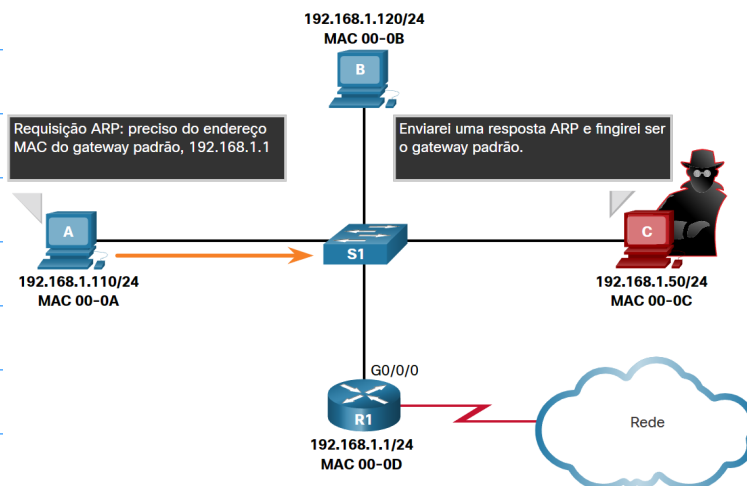 192.168.1.120/24
MAC 00-0B
B
Requisição ARP: preciso do endereço
MAC do gateway padrão, 192.168.1.1
Enviarei uma resposta ARP e fingirei ser
o gateway padrão.
A
S1
C
192.168.1.110/24
MAC 00-0A
192.168.1.50/24
MAC 00-0C
G0/0/0
R1
Rede
192.168.1.1/24
MAC 00-0D